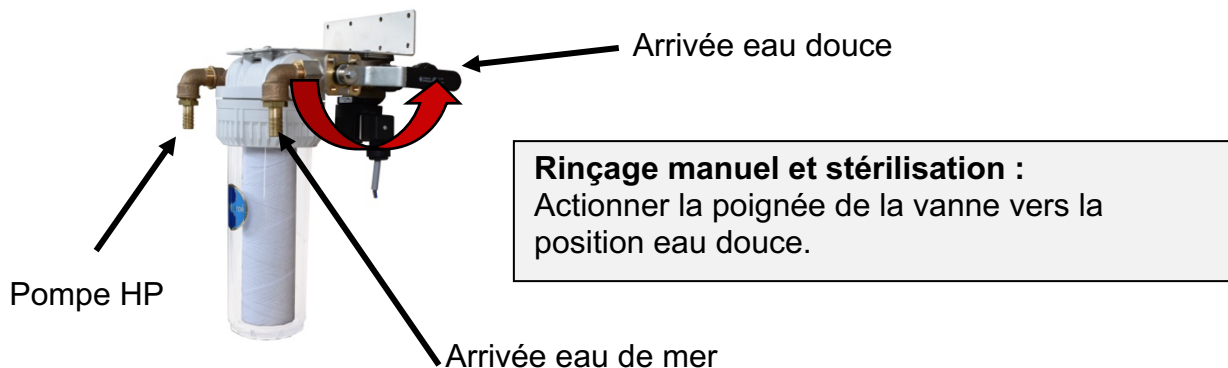 Arrivée eau douce
Rinçage manuel et stérilisation :
Actionner la poignée de la vanne vers la
position eau douce.
Pompe HP
Arrivée eau de mer